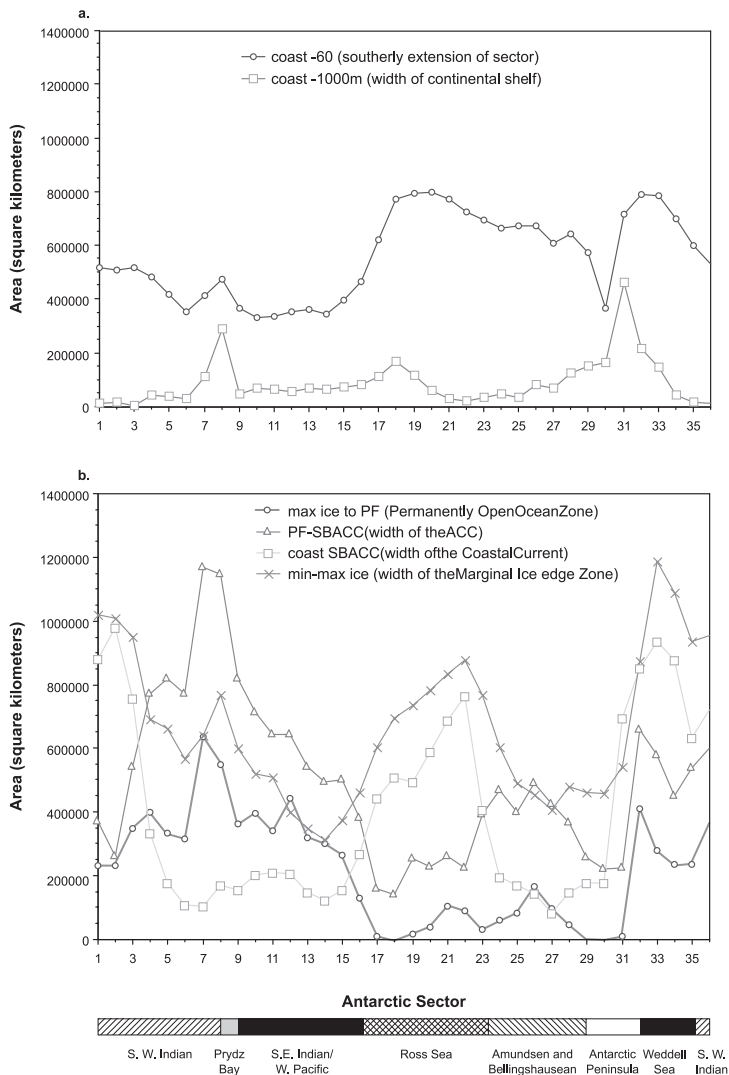 a.
1400000
1200000
1000000
800000
600000
400000
200000
0
Area (square kilometers)
coast -60 (southerly extension of sector)
coast -1000m (width of continental shelf)
1 3 5 7 9 11 13 15 17 19 21 23 25 27 29 31 33 35
b.
1400000
1200000
1000000
800000
600000
400000
200000
0
Area (square kilometers)
max ice to PF (Permanently OpenOceanZone)
PF-SBACC(width of theACC)
coast SBACC(width ofthe CoastalCurrent)
min-max ice (width of theMarginal Ice edge Zone)
1 3 5 7 9 11 13 15 17 19 21 23 25 27 29 31 33 35
Antarctic Sector
S. W. Indian
Prydz
Bay
S.E. Indian/
W. Pacific
Ross Sea
Amundsen and
Bellingshausean
Antarctic
Peninsula
Weddell
Sea
S. W.
Indian